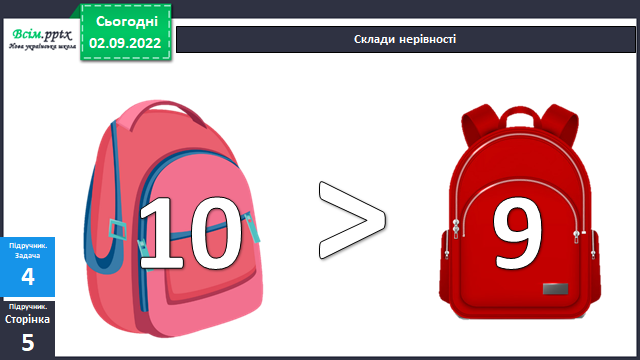 Всім.pptx
Нова українська школа
Сьогодні
02.09.2022
Склади нерівності
10 > 9
Підручник.
Задача
4
Підручник.
Сторінка
5